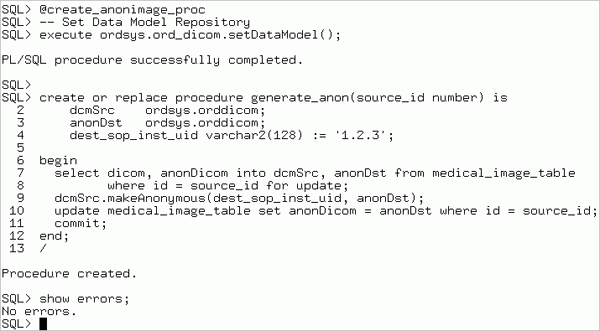 SQL> @create_anonimage_proc
SQL> -- Set Data Model Repository
SQL> execute ordsys.ord_dicom.setDataModel();
PL/SQL procedure successfully completed.
SQL>
SQL> create or replace procedure generate_anon(source_id number) is
2 dcmSrc ordsys.orddicom;
3 anonDst ordsys.orddicom;
4 dest_sop_inst_uid varchar2(128) := '1.2.3';
5
6 begin
7 select dicom, anonDicom into dcmSrc, anonDst from medical_image_table
8 where id = source_id for update;
9 dcmSrc.makeAnonymous(dest_sop_inst_uid, anonDst);
10 update medical_image_table set anonDicom = anonDst where id = source_id;
11 commit;
12 end;
13 /
Procedure created.
SQL> show errors;
No errors.
SQL>